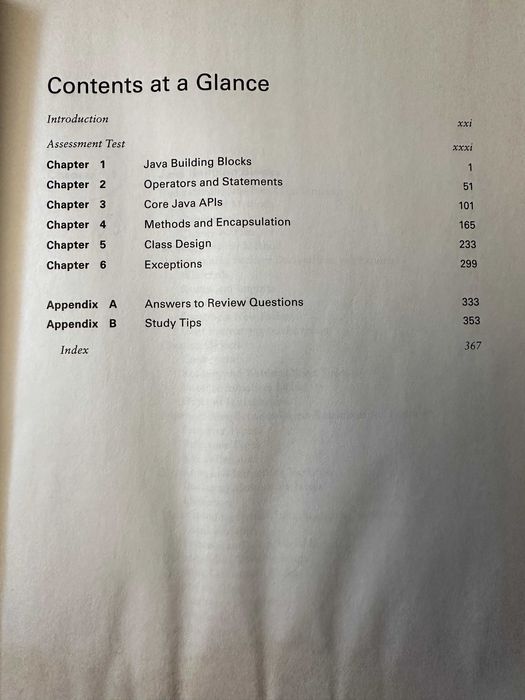 Contents at a Glance
Introduction xxi
Assessment Test xxxi
Chapter 1 Java Building Blocks 1
Chapter 2 Operators and Statements 51
Chapter 3 Core Java APIs 101
Chapter 4 Methods and Encapsulation 165
Chapter 5 Class Design 233
Chapter 6 Exceptions 299
Appendix A Answers to Review Questions 333
Appendix B Study Tips 353
Index 367